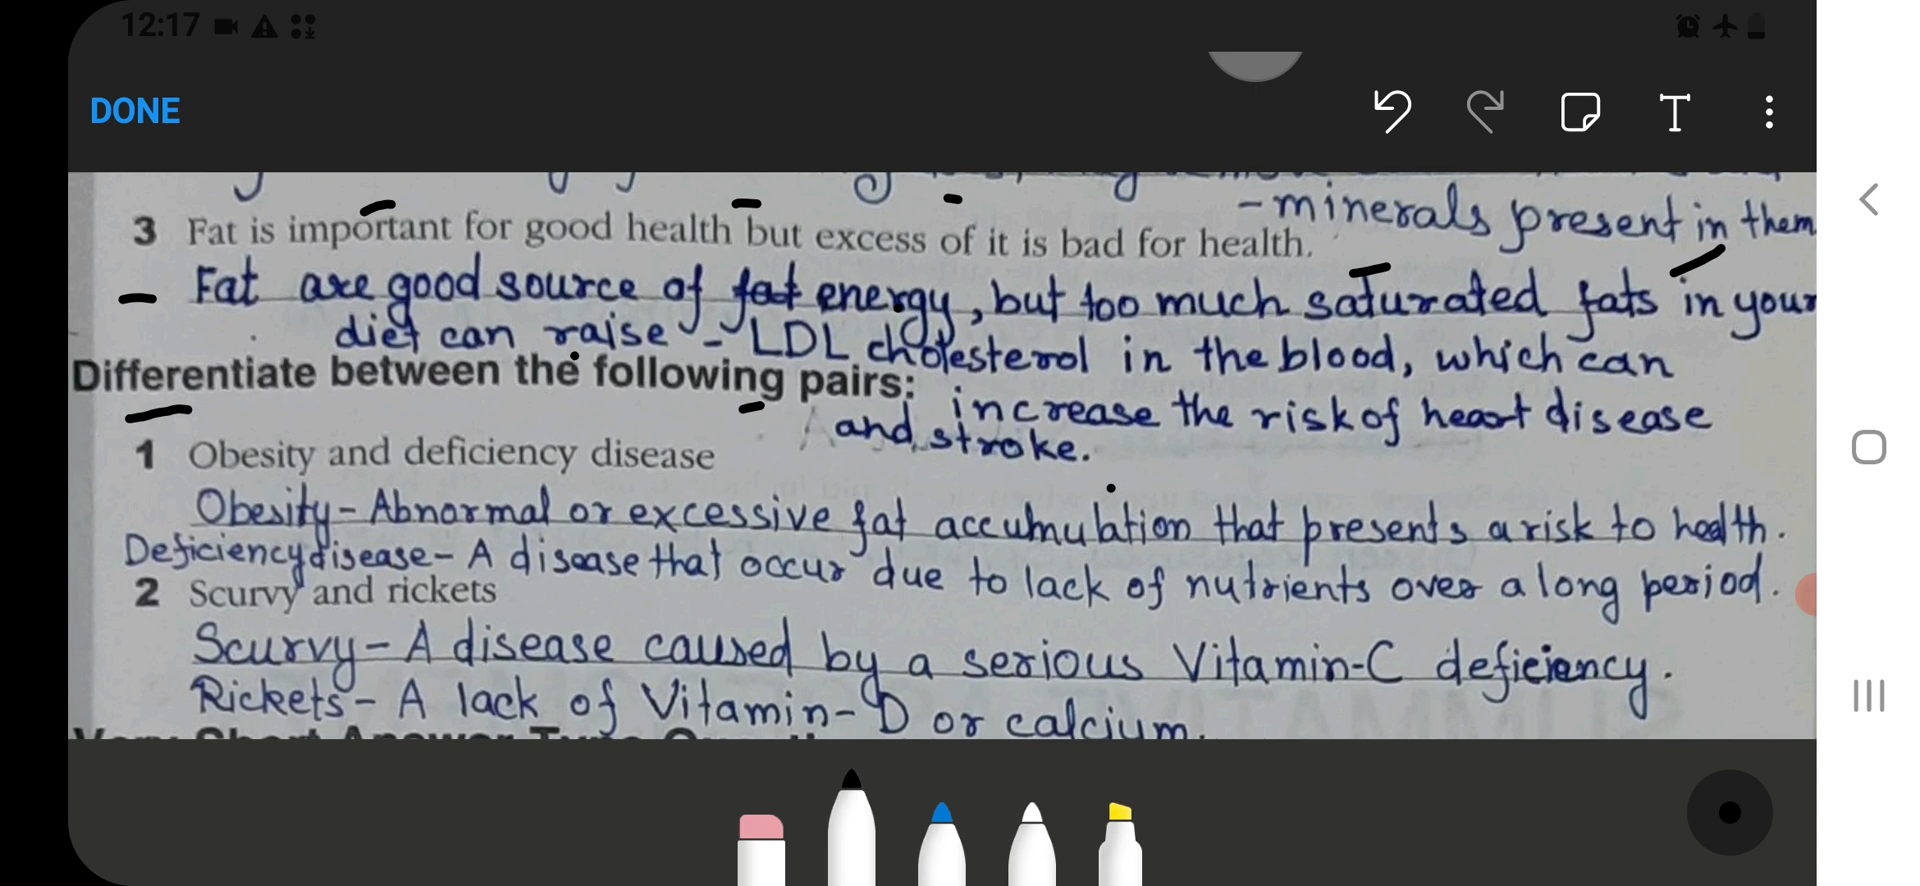 12:17
DONE
T
-minerals present in them
3 Fat is important for good health but excess of it is bad for health.
Fat are good source of fat energy, but too much saturated fats in your
diet can raise - LDL cholesterol in the blood, which can
Differentiate between the following pairs:
increase the risk of heart disease
and stroke.
1 Obesity and deficiency disease
Obesity - Abnormal or excessive fat accumulation that presents a risk to health.
Deficiency disease - A disease that occur due to lack of nutrients over a long period.
2 Scurvy and rickets
Scurvy - A disease caused by a serious Vitamin-C deficiency.
Rickets - A lack of Vitamin-D or calcium.